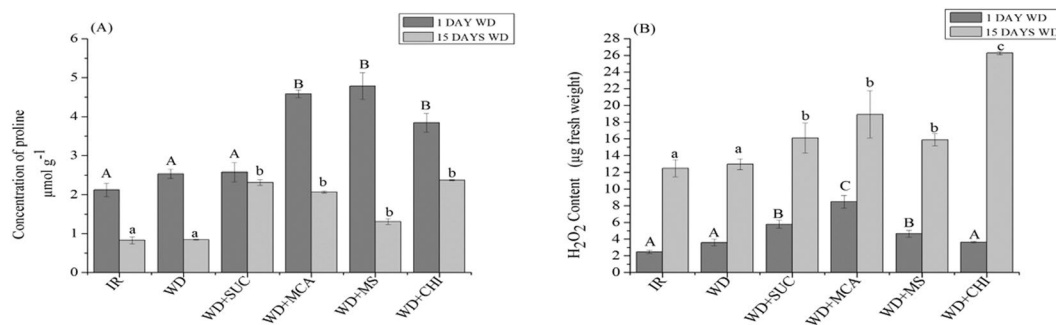 (A)
1 DAY WD
15 DAYS WD
Concentration of proline
µmol g-1
6
5
4
3
2
1
0
A
a
A
a
A
b
B
b
B
b
B
b
IR
WD
WD+SUC
WD+MCA
WD+MS
WD+CHI
(B)
1 DAY WD
15 DAYS WD
H2O2 Content (µg fresh weight)
28
26
24
22
20
18
16
14
12
10
8
6
4
2
0
A
a
A
a
B
b
C
b
B
b
A
c
IR
WD
WD+SUC
WD+MCA
WD+MS
WD+CHI